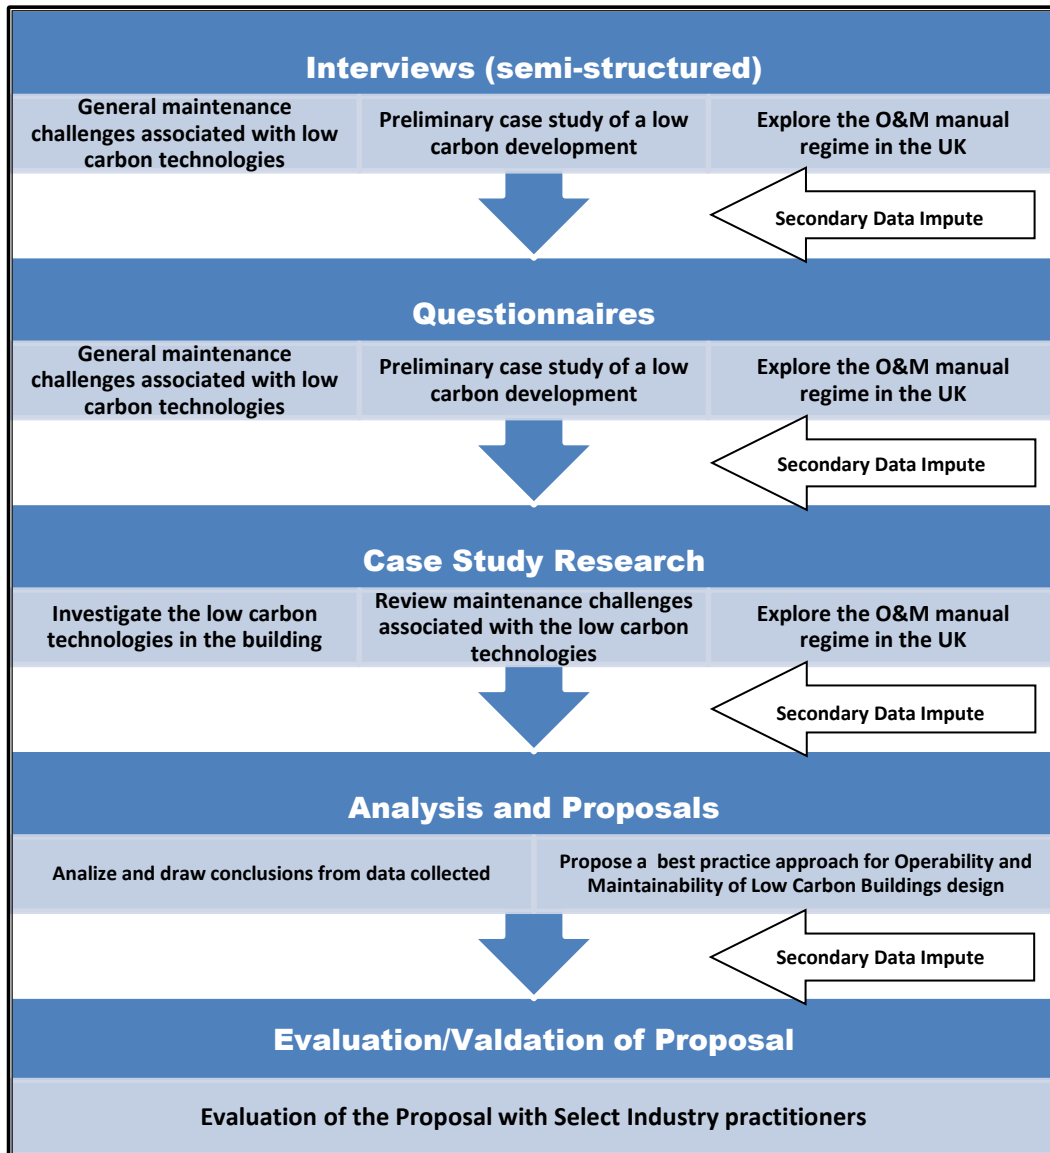 Interviews (semi-structured)
General maintenance
challenges associated with low
carbon technologies
Preliminary case study of a low
carbon development
Explore the O&M manual
regime in the UK
Secondary Data Impute
Questionnaires
General maintenance
challenges associated with low
carbon technologies
Preliminary case study of a low
carbon development
Explore the O&M manual
regime in the UK
Secondary Data Impute
Case Study Research
Investigate the low carbon
technologies in the building
Review maintenance challenges
associated with the low carbon
technologies
Explore the O&M manual
regime in the UK
Secondary Data Impute
Analysis and Proposals
Analize and draw conclusions from data collected
Propose a  best practice approach for Operability and
Maintainability of Low Carbon Buildings design
Secondary Data Impute
Evaluation/Valdation of Proposal
Evaluation of the Proposal with Select Industry practitioners